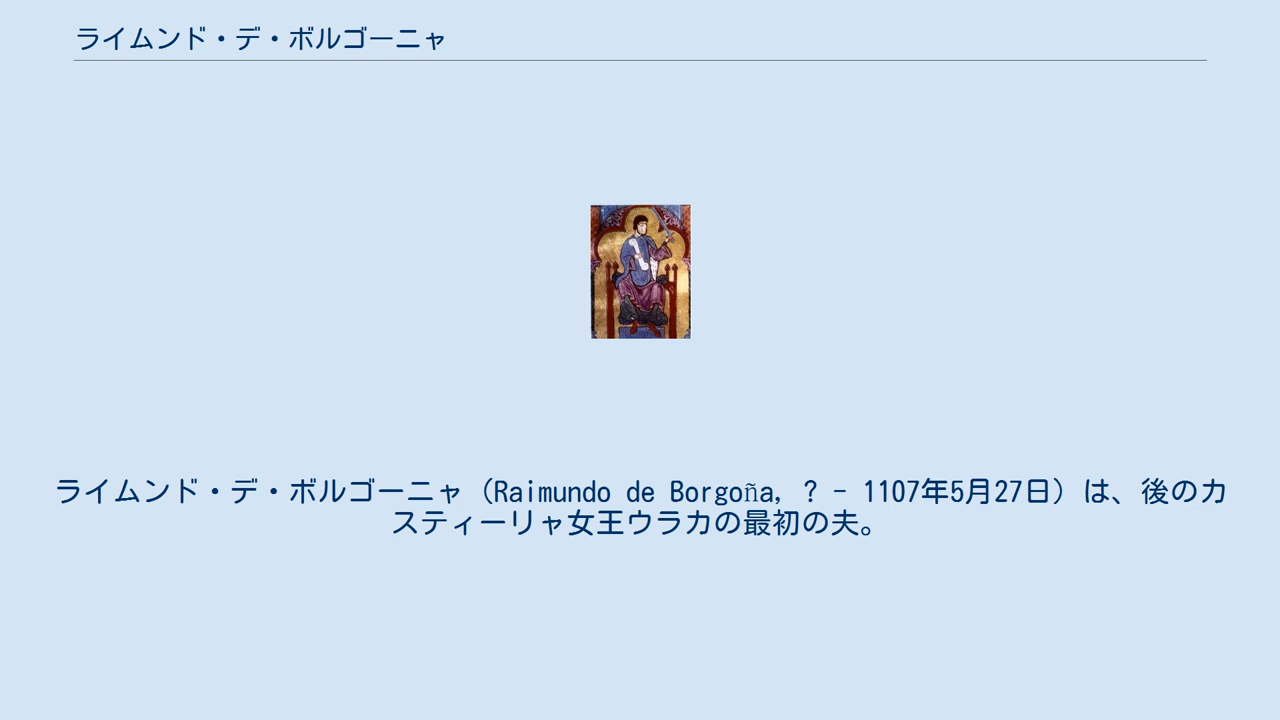 ライムンド・デ・ボルゴーニャ
ライムンド・デ・ボルゴーニャ（Raimundo de Borgoña, ? - 1107年5月27日）は、後のカ
スティーリャ女王ウラカの最初の夫。